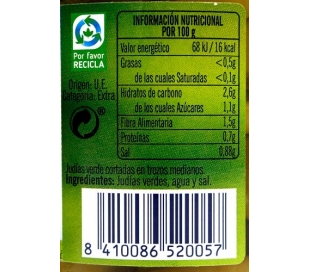 Por favor
RECICLA
Origen: U.E.
Categoría: Extra
INFORMACIÓN NUTRICIONAL
POR 100 g
Valor energético 68 kJ / 16 kcal
Grasas <0,5g
de las cuales Saturadas <0,1g
Hidratos de carbono 2,6g
de los cuales Azúcares 1,1g
Fibra Alimentaria 1,5g
Proteínas 0,7g
Sal 0,88g
Judías verdes cortadas en trozos medianos.
Ingredientes: Judías verdes, agua y sal.
8 410086 520057